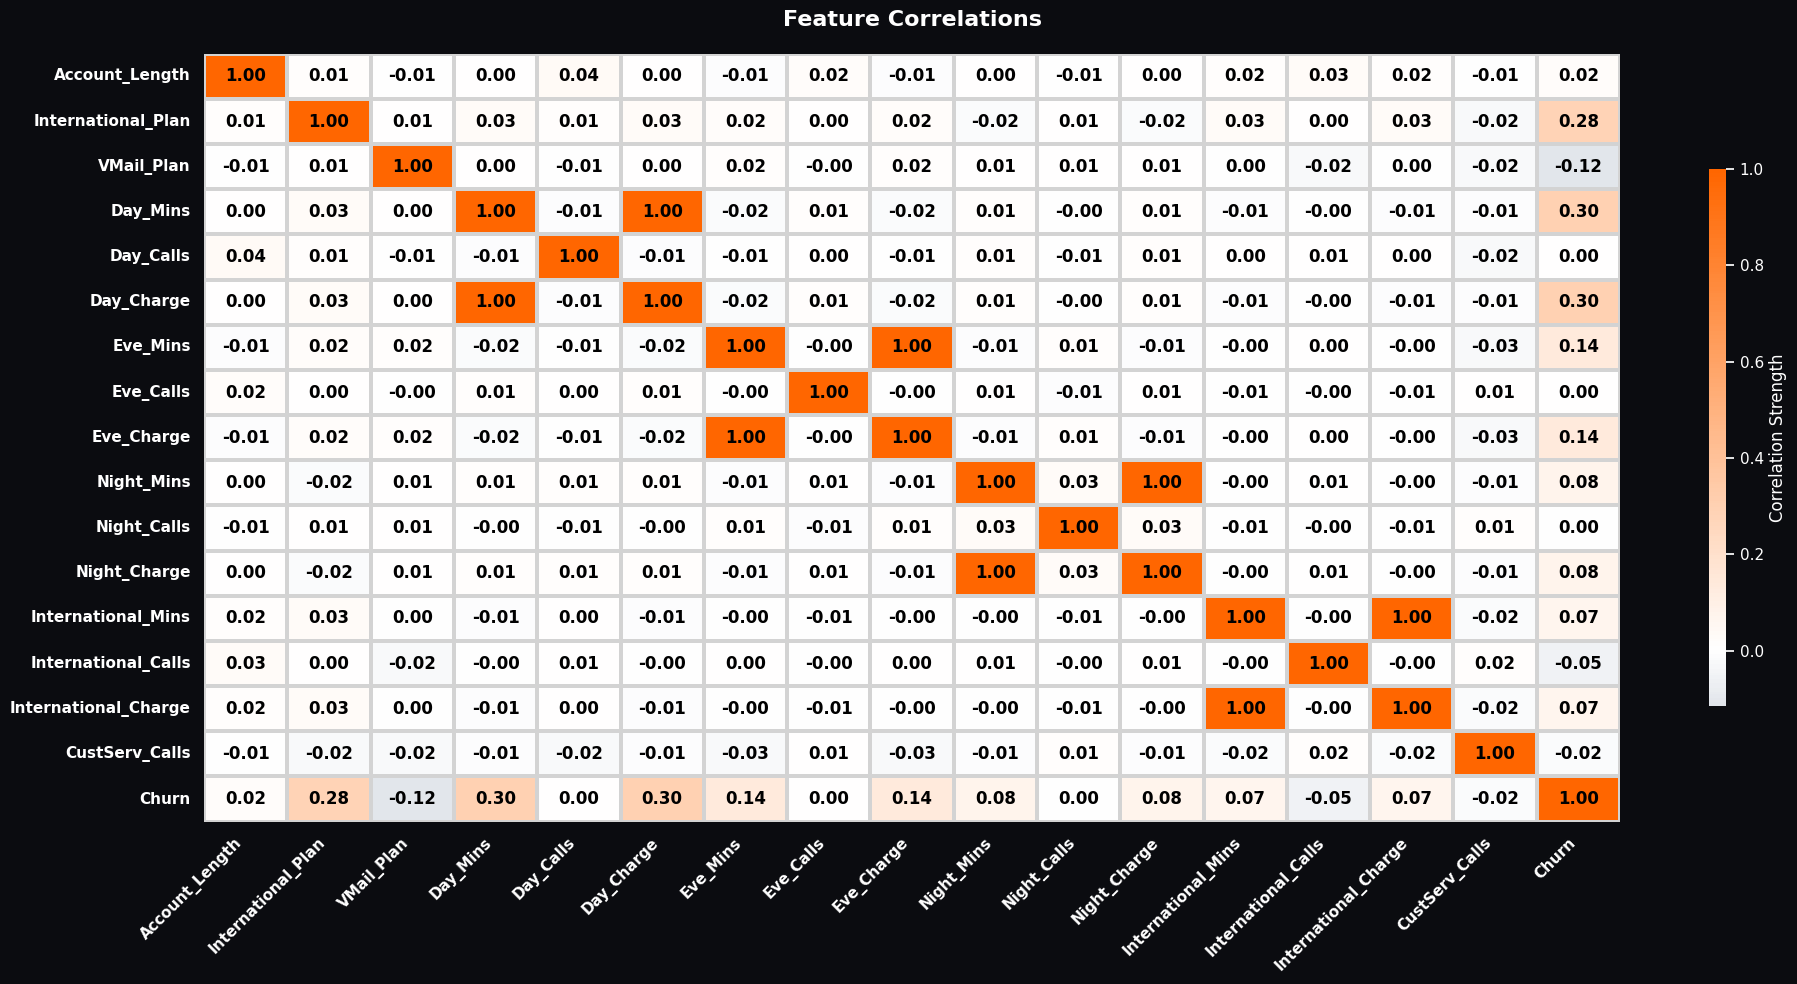 Feature Correlations
Account_Length 1.00 0.01 -0.01 0.00 0.04 0.00 -0.01 0.02 -0.01 0.00 -0.01 0.00 0.02 0.03 0.02 -0.01 0.02
International_Plan 0.01 1.00 0.01 0.03 0.01 0.03 0.02 0.00 0.02 -0.02 0.01 -0.02 0.03 0.00 0.03 -0.02 0.28
VMail_Plan -0.01 0.01 1.00 0.00 -0.01 0.00 0.02 -0.00 0.02 0.01 0.01 0.01 0.00 -0.02 0.00 -0.02 -0.12
Day_Mins 0.00 0.03 0.00 1.00 -0.01 1.00 -0.02 0.01 -0.02 0.01 -0.00 0.01 -0.01 -0.00 -0.01 -0.01 0.30
Day_Calls 0.04 0.01 -0.01 -0.01 1.00 -0.01 -0.01 0.00 -0.01 0.01 -0.01 0.01 0.00 0.01 0.00 -0.02 0.00
Day_Charge 0.00 0.03 0.00 1.00 -0.01 1.00 -0.02 0.01 -0.02 0.01 -0.00 0.01 -0.01 -0.00 -0.01 -0.01 0.30
Eve_Mins -0.01 0.02 0.02 -0.02 -0.01 -0.02 1.00 -0.00 1.00 -0.01 0.01 -0.01 -0.00 0.00 -0.00 -0.03 0.14
Eve_Calls 0.02 0.00 -0.00 0.01 0.00 0.01 -0.00 1.00 -0.00 0.01 -0.01 0.01 -0.01 -0.00 -0.01 0.01 0.00
Eve_Charge -0.01 0.02 0.02 -0.02 -0.01 -0.02 1.00 -0.00 1.00 -0.01 0.01 -0.01 -0.00 0.00 -0.00 -0.03 0.14
Night_Mins 0.00 -0.02 0.01 0.01 0.01 0.01 -0.01 0.01 -0.01 1.00 0.03 1.00 -0.00 0.01 -0.00 -0.01 0.08
Night_Calls -0.01 0.01 0.01 -0.00 -0.01 -0.00 0.01 -0.01 0.01 0.03 1.00 0.03 -0.01 -0.00 -0.01 0.01 0.00
Night_Charge 0.00 -0.02 0.01 0.01 0.01 0.01 -0.01 0.01 -0.01 1.00 0.03 1.00 -0.00 0.01 -0.00 -0.01 0.08
International_Mins 0.02 0.03 0.00 -0.01 0.00 -0.01 -0.00 -0.01 -0.00 -0.00 -0.01 -0.00 1.00 -0.00 1.00 -0.02 0.07
International_Calls 0.03 0.00 -0.02 -0.00 0.01 -0.00 0.00 -0.00 0.00 0.01 -0.00 0.01 -0.00 1.00 -0.00 0.02 -0.05
International_Charge 0.02 0.03 0.00 -0.01 0.00 -0.01 -0.00 -0.01 -0.00 -0.00 -0.01 -0.00 1.00 -0.00 1.00 -0.02 0.07
CustServ_Calls -0.01 -0.02 -0.02 -0.01 -0.02 -0.01 -0.03 0.01 -0.03 -0.01 0.01 -0.01 -0.02 0.02 -0.02 1.00 -0.02
Churn 0.02 0.28 -0.12 0.30 0.00 0.30 0.14 0.00 0.14 0.08 0.00 0.08 0.07 -0.05 0.07 -0.02 1.00
Account_Length
International_Plan
VMail_Plan
Day_Mins
Day_Calls
Day_Charge
Eve_Mins
Eve_Calls
Eve_Charge
Night_Mins
Night_Calls
Night_Charge
International_Mins
International_Calls
International_Charge
CustServ_Calls
Churn
1.0
0.8
0.6
0.4
0.2
0.0
Correlation Strength